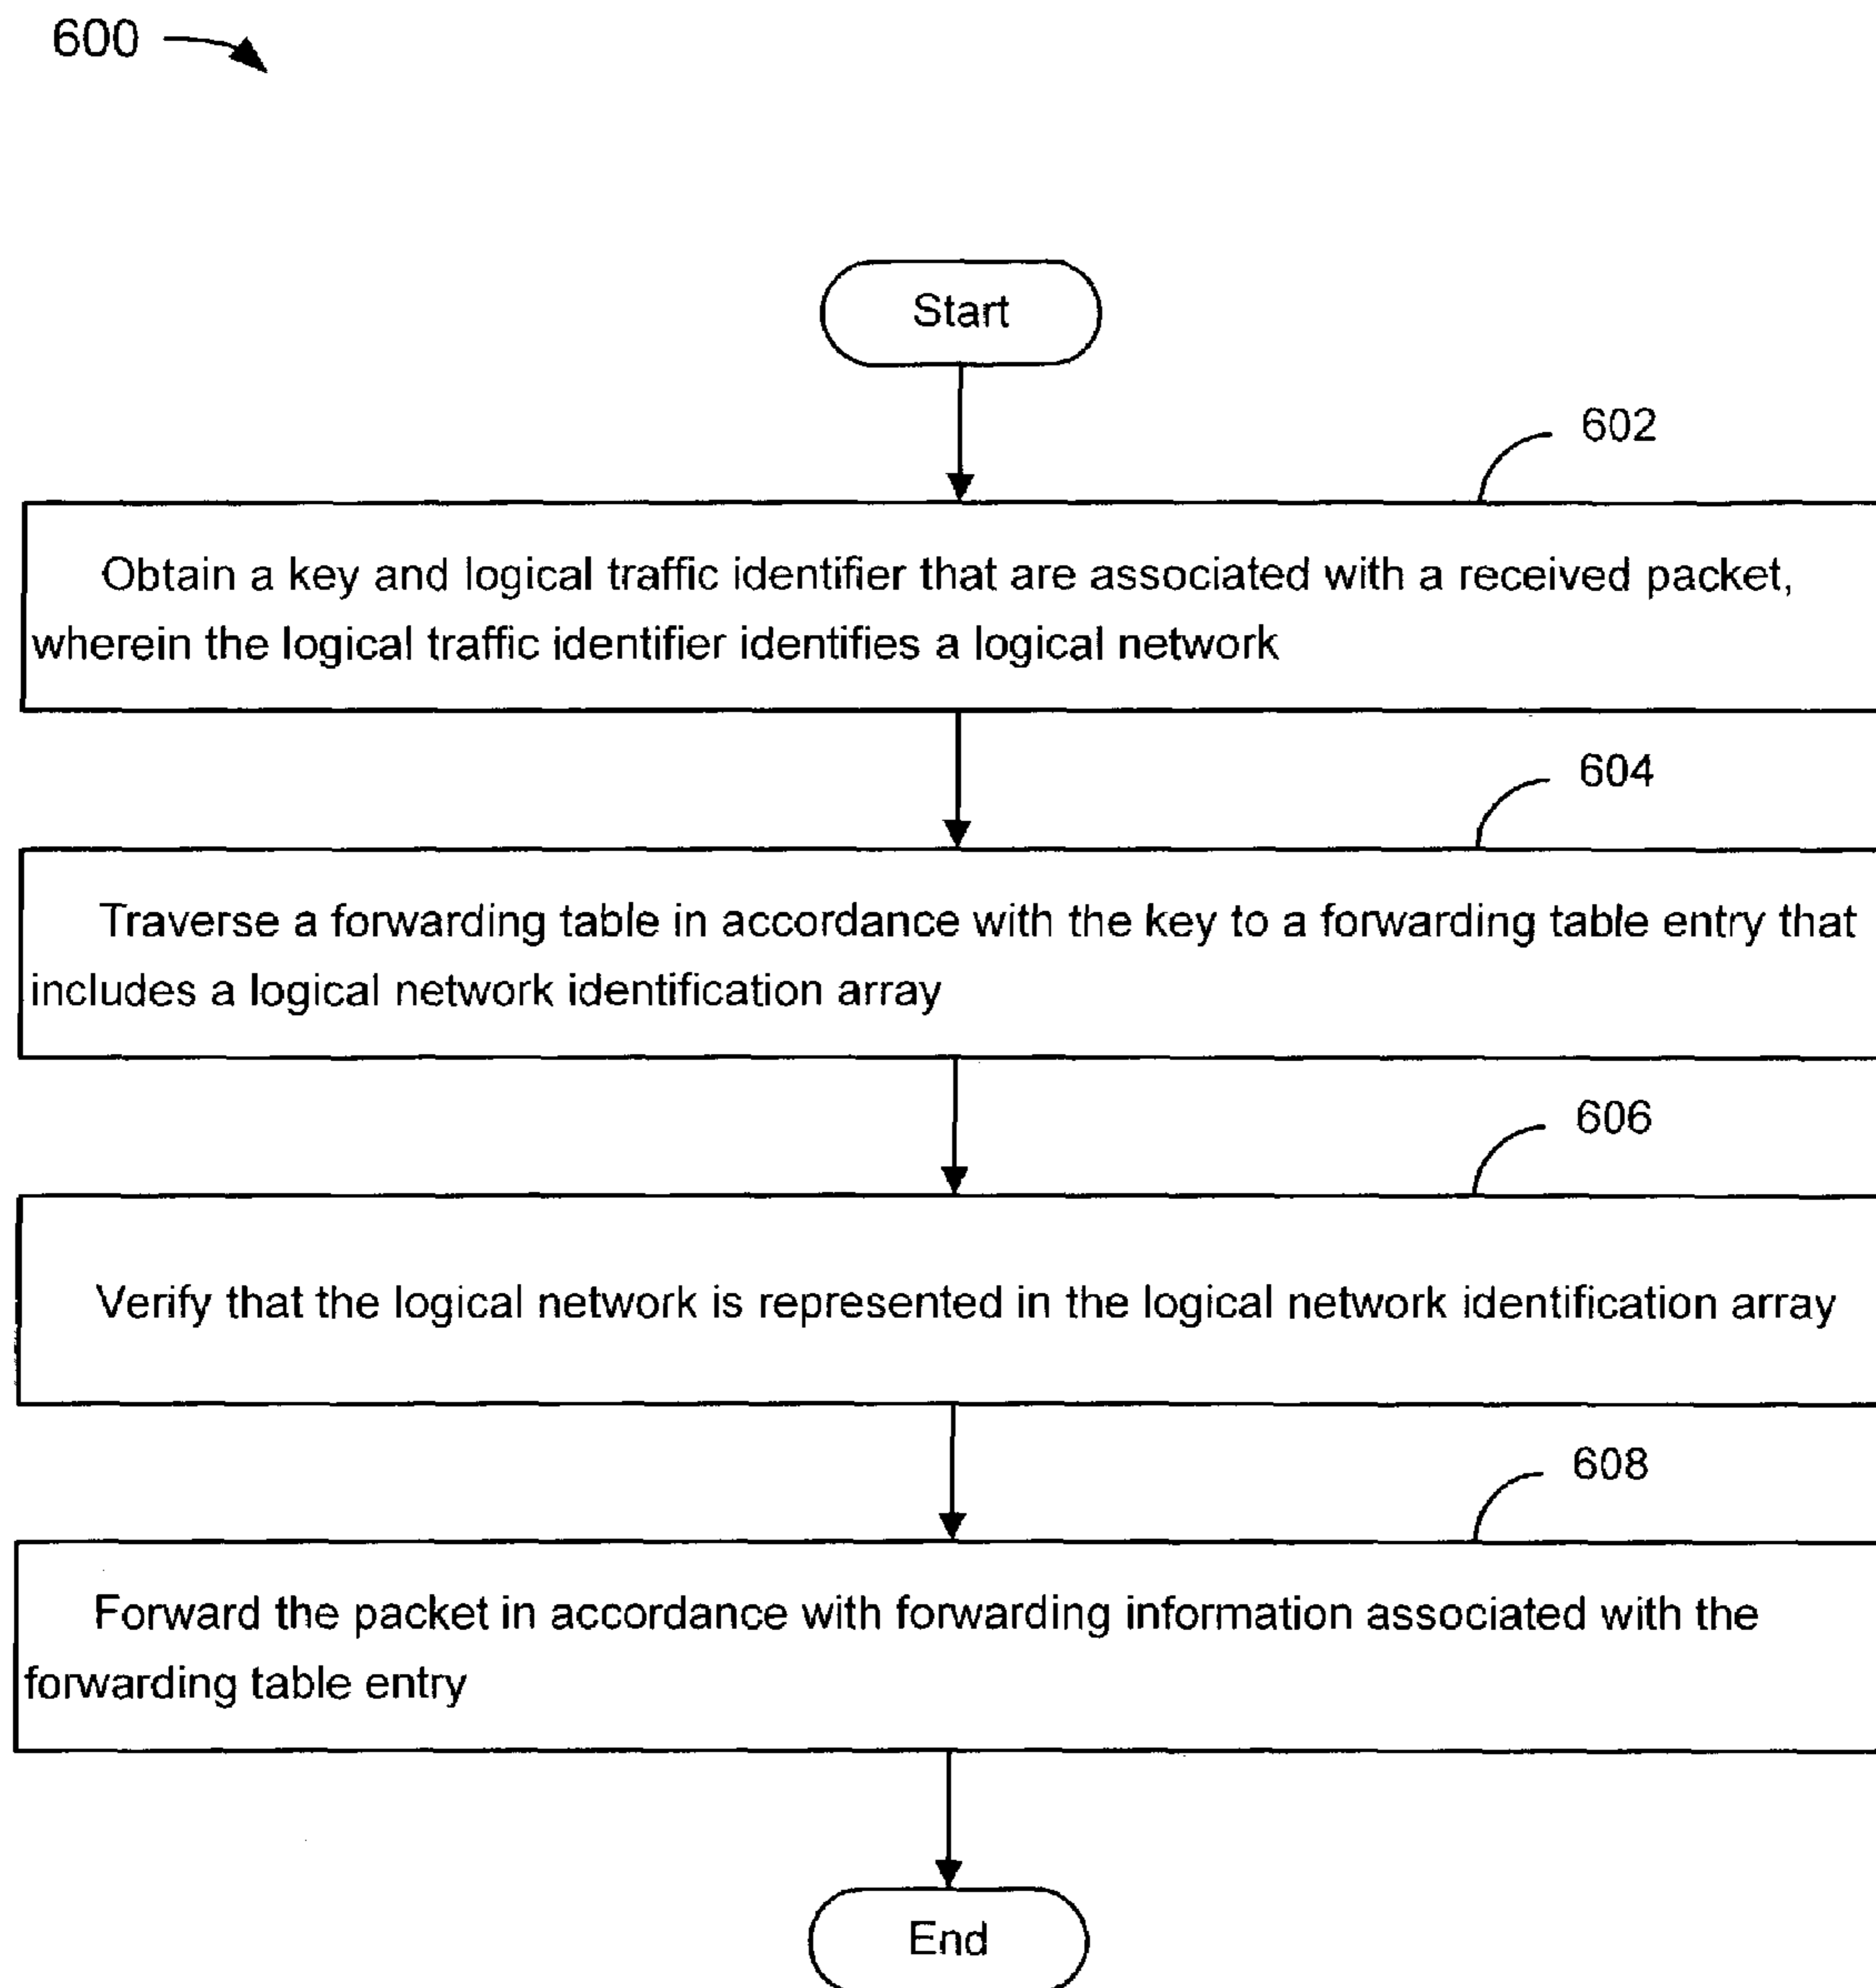 600
Start
602
Obtain a key and logical traffic identifier that are associated with a received packet,
wherein the logical traffic identifier identifies a logical network
604
Traverse a forwarding table in accordance with the key to a forwarding table entry that
includes a logical network identification array
606
Verify that the logical network is represented in the logical network identification array
608
Forward the packet in accordance with forwarding information associated with the
forwarding table entry
End